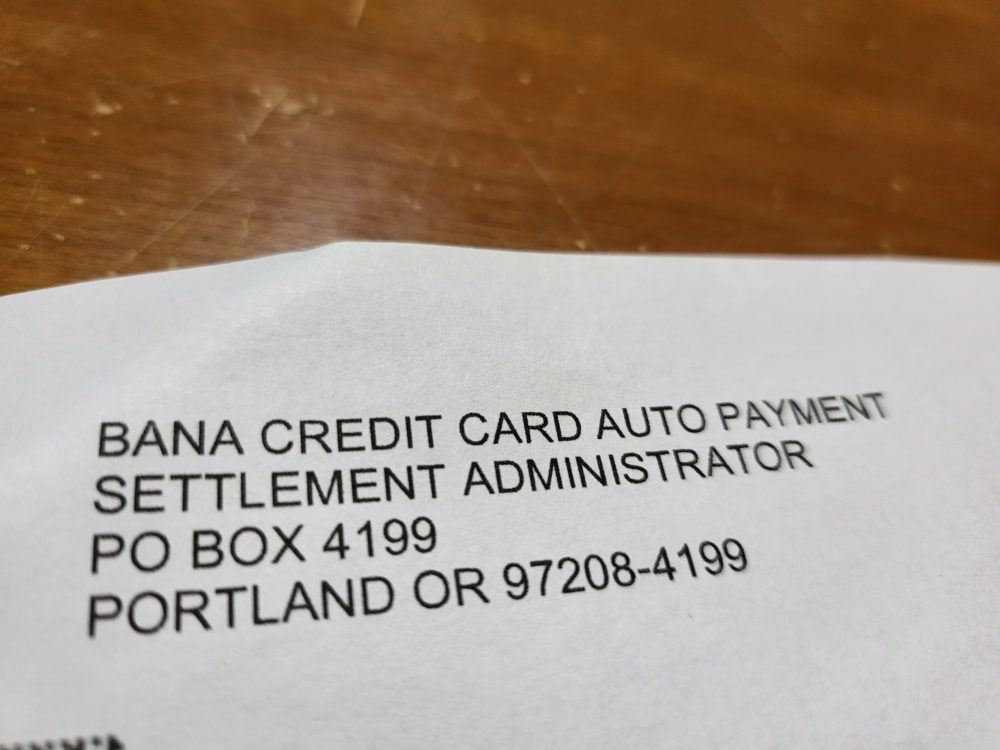 BANA CREDIT CARD AUTO PAYMENT
SETTLEMENT ADMINISTRATOR
PO BOX 4199
PORTLAND OR 97208-4199